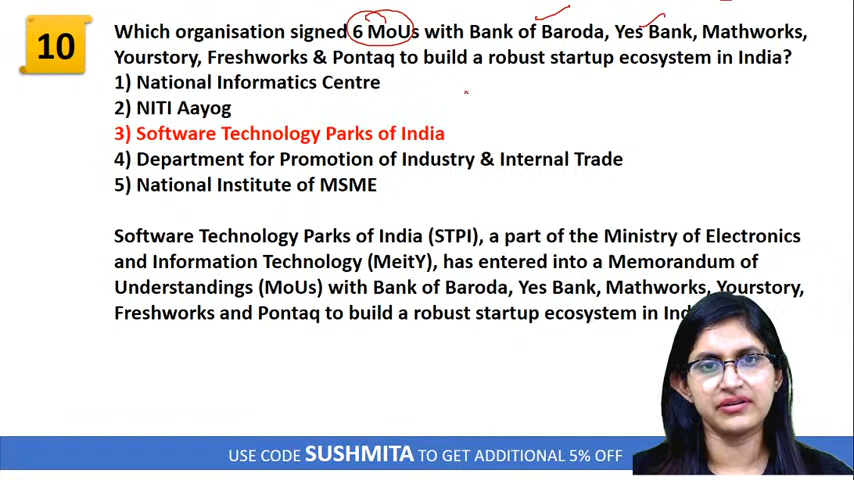 10
Which organisation signed 6 MoUs with Bank of Baroda, Yes Bank, Mathworks,
Yourstory, Freshworks & Pontaq to build a robust startup ecosystem in India?
1) National Informatics Centre
2) NITI Aayog
3) Software Technology Parks of India
4) Department for Promotion of Industry & Internal Trade
5) National Institute of MSME
Software Technology Parks of India (STPI), a part of the Ministry of Electronics
and Information Technology (MeitY), has entered into a Memorandum of
Understandings (MoUs) with Bank of Baroda, Yes Bank, Mathworks, Yourstory,
Freshworks and Pontaq to build a robust startup ecosystem in
USE CODE SUSHMITA TO GET ADDITIONAL 5% OFF